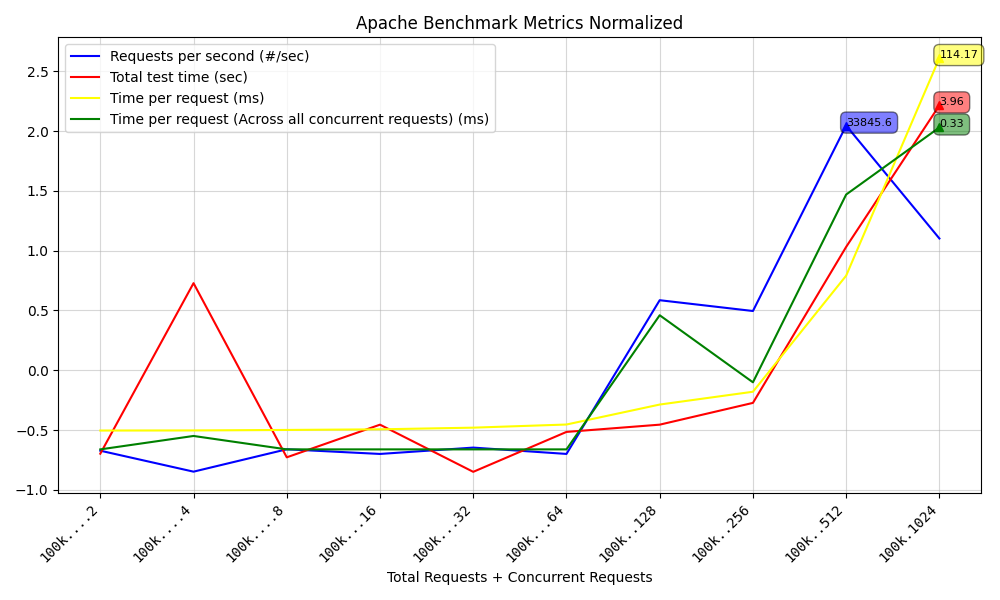 Apache Benchmark Metrics Normalized
Requests per second (#/sec)
Total test time (sec)
Time per request (ms)
Time per request (Across all concurrent requests) (ms)
114.17
3.96
0.33
33845.6
2.5
2.0
1.5
1.0
0.5
0.0
−0.5
−1.0
100k....2
100k....4
100k....8
100k...16
100k...32
100k...64
100k..128
100k..256
100k..512
100k.1024
Total Requests + Concurrent Requests